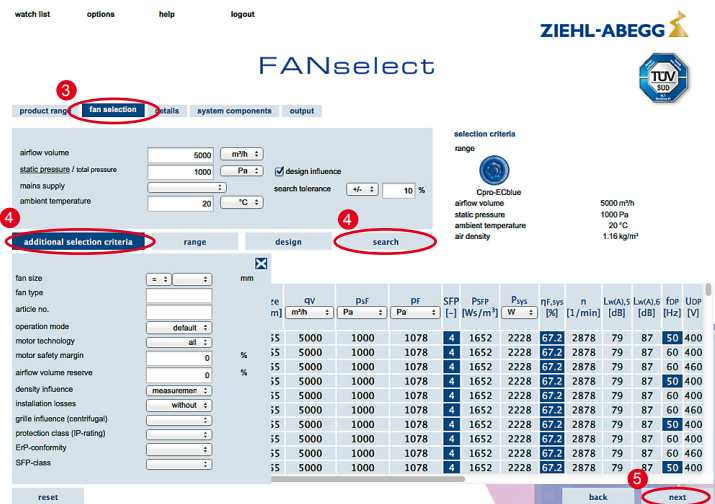 watch list options help logout
ZIEHL-ABEGG
FANselect
TÜV
SÜD
3
product rang fan selection details system components output
selection criteria
range
Cpro-ECblue
airflow volume 5000 m³/h
static pressure 1000 Pa
ambient temperature 20 °C
air density 1.16 kg/m³
airflow volume 5000 m³/h
static pressure / total pressure 1000 Pa design influence
mains supply search tolerance +/- 10 %
ambient temperature 20 °C
4 4
additional selection criteria range design search
fan size = mm
fan type
article no.
operation mode default
motor technology all
motor safety margin 0 %
airflow volume reserve 0 %
density influence measuremen
installation losses without
grille influence (centrifugal)
protection class (IP-rating)
ErP-conformity
SFP-class
ze qV psF pF SFP PSFP Psys ηF,sys n Lw(A),5 Lw(A),6 fDP UDP
m] m³/h Pa Pa [-] [Ws/m³] W [%] [1/min] [dB] [dB] [Hz] [V]
55 5000 1000 1078 4 1652 2228 67.2 2878 79 87 50 400
55 5000 1000 1078 4 1652 2228 67.2 2878 79 87 60 400
55 5000 1000 1078 4 1652 2228 67.2 2878 79 87 60 460
55 5000 1000 1078 4 1652 2228 67.2 2878 79 87 50 400
55 5000 1000 1078 4 1652 2228 67.2 2878 79 87 60 400
55 5000 1000 1078 4 1652 2228 67.2 2878 79 87 60 460
55 5000 1000 1078 4 1652 2228 67.2 2878 79 87 50 400
55 5000 1000 1078 4 1652 2228 67.2 2878 79 87 60 400
55 5000 1000 1078 4 1652 2228 67.2 2878 79 87 60 460
55 5000 1000 1078 4 1652 2228 67.2 2878 79 87 50 400
5
reset back next